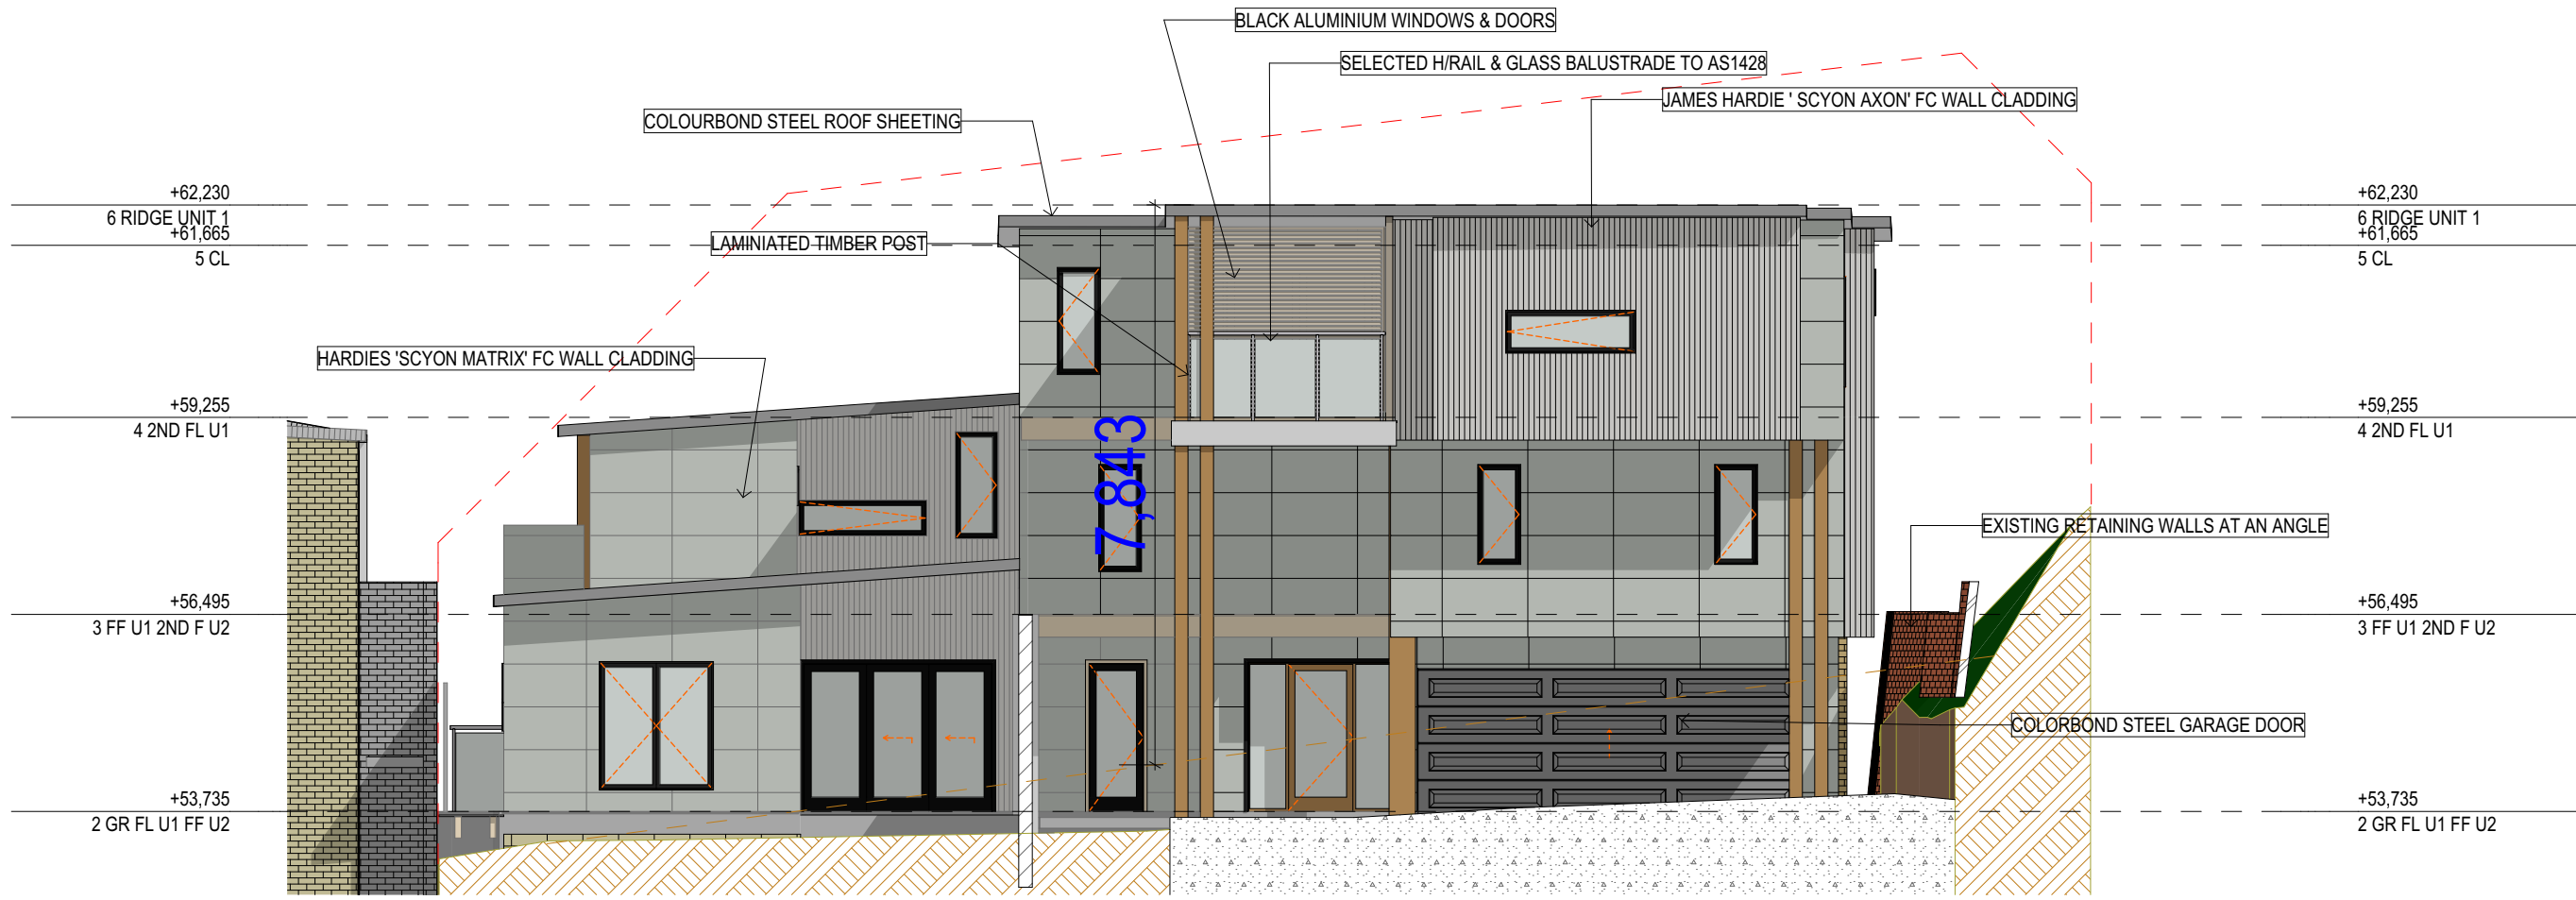 BLACK ALUMINIUM WINDOWS & DOORS
SELECTED H/RAIL & GLASS BALUSTRADE TO AS1428
JAMES HARDIE ' SCYON AXON' FC WALL CLADDING
COLOURBOND STEEL ROOF SHEETING
+62,230
6 RIDGE UNIT 1
+61,665
5 CL
+62,230
6 RIDGE UNIT 1
+61,665
5 CL
LAMINIATED TIMBER POST
HARDIES 'SCYON MATRIX' FC WALL CLADDING
+59,255
4 2ND FL U1
+59,255
4 2ND FL U1
7,843
EXISTING RETAINING WALLS AT AN ANGLE
+56,495
3 FF U1 2ND F U2
+56,495
3 FF U1 2ND F U2
COLORBOND STEEL GARAGE DOOR
+53,735
2 GR FL U1 FF U2
+53,735
2 GR FL U1 FF U2